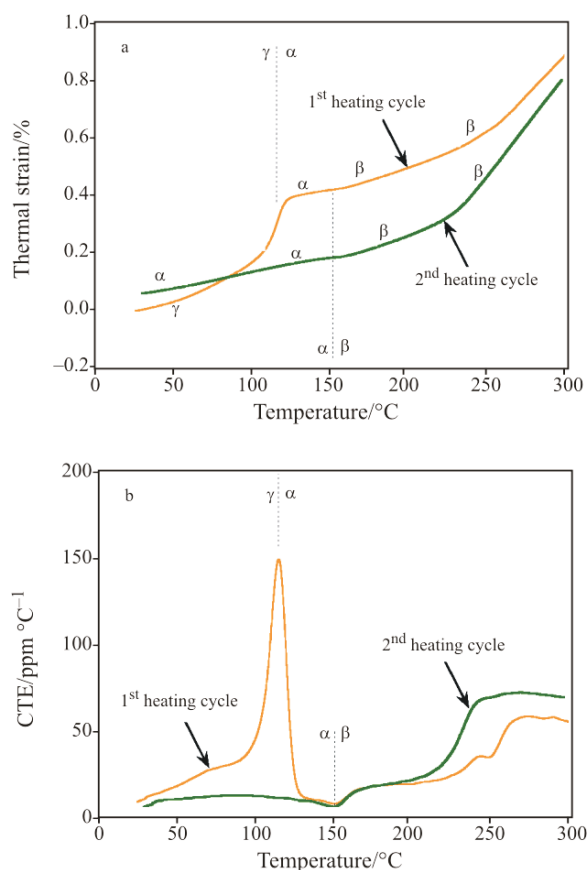 a
γ α
1st heating cycle
β
β
α
β
β
α
α
γ
2nd heating cycle
α β
1.0
0.8
0.6
0.4
0.2
0.0
–0.2
Thermal strain/%
0 50 100 150 200 250 300
Temperature/°C
b
γ α
2nd heating cycle
1st heating cycle
α β
200
150
100
50
0
CTE/ppm °C–1
0 50 100 150 200 250 300
Temperature/°C